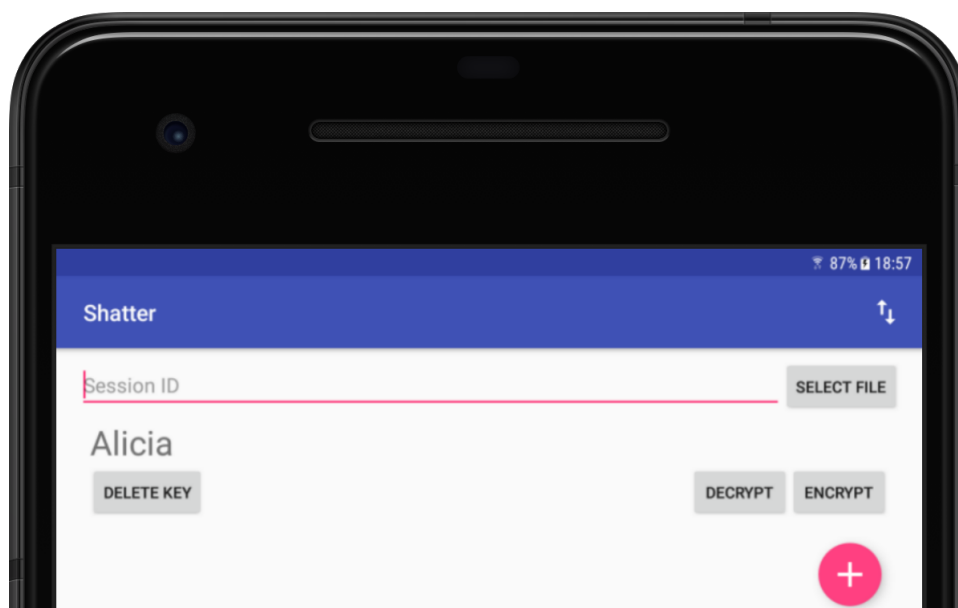 87% 18:57
Shatter
Session ID SELECT FILE
Alicia
DELETE KEY DECRYPT ENCRYPT